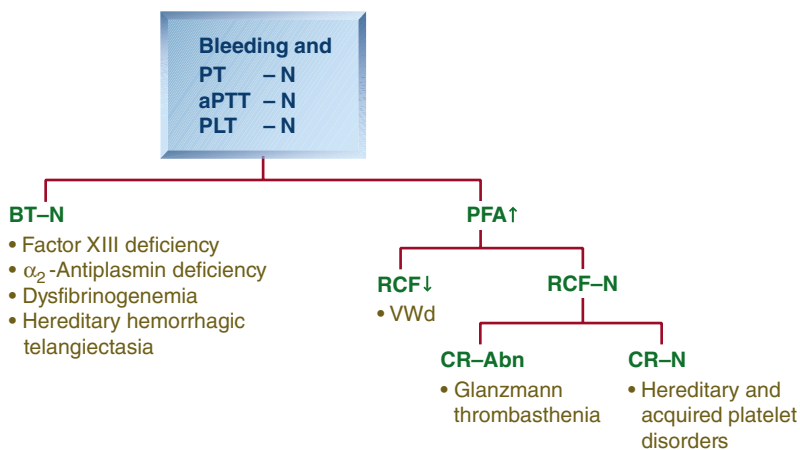 Bleeding and
PT – N
aPTT – N
PLT – N
BT–N
• Factor XIII deficiency
• α2-Antiplasmin deficiency
• Dysfibrinogenemia
• Hereditary hemorrhagic
telangiectasia
PFA↑
RCF↓
• VWd
RCF–N
CR–Abn
• Glanzmann
thrombasthenia
CR–N
• Hereditary and
acquired platelet
disorders